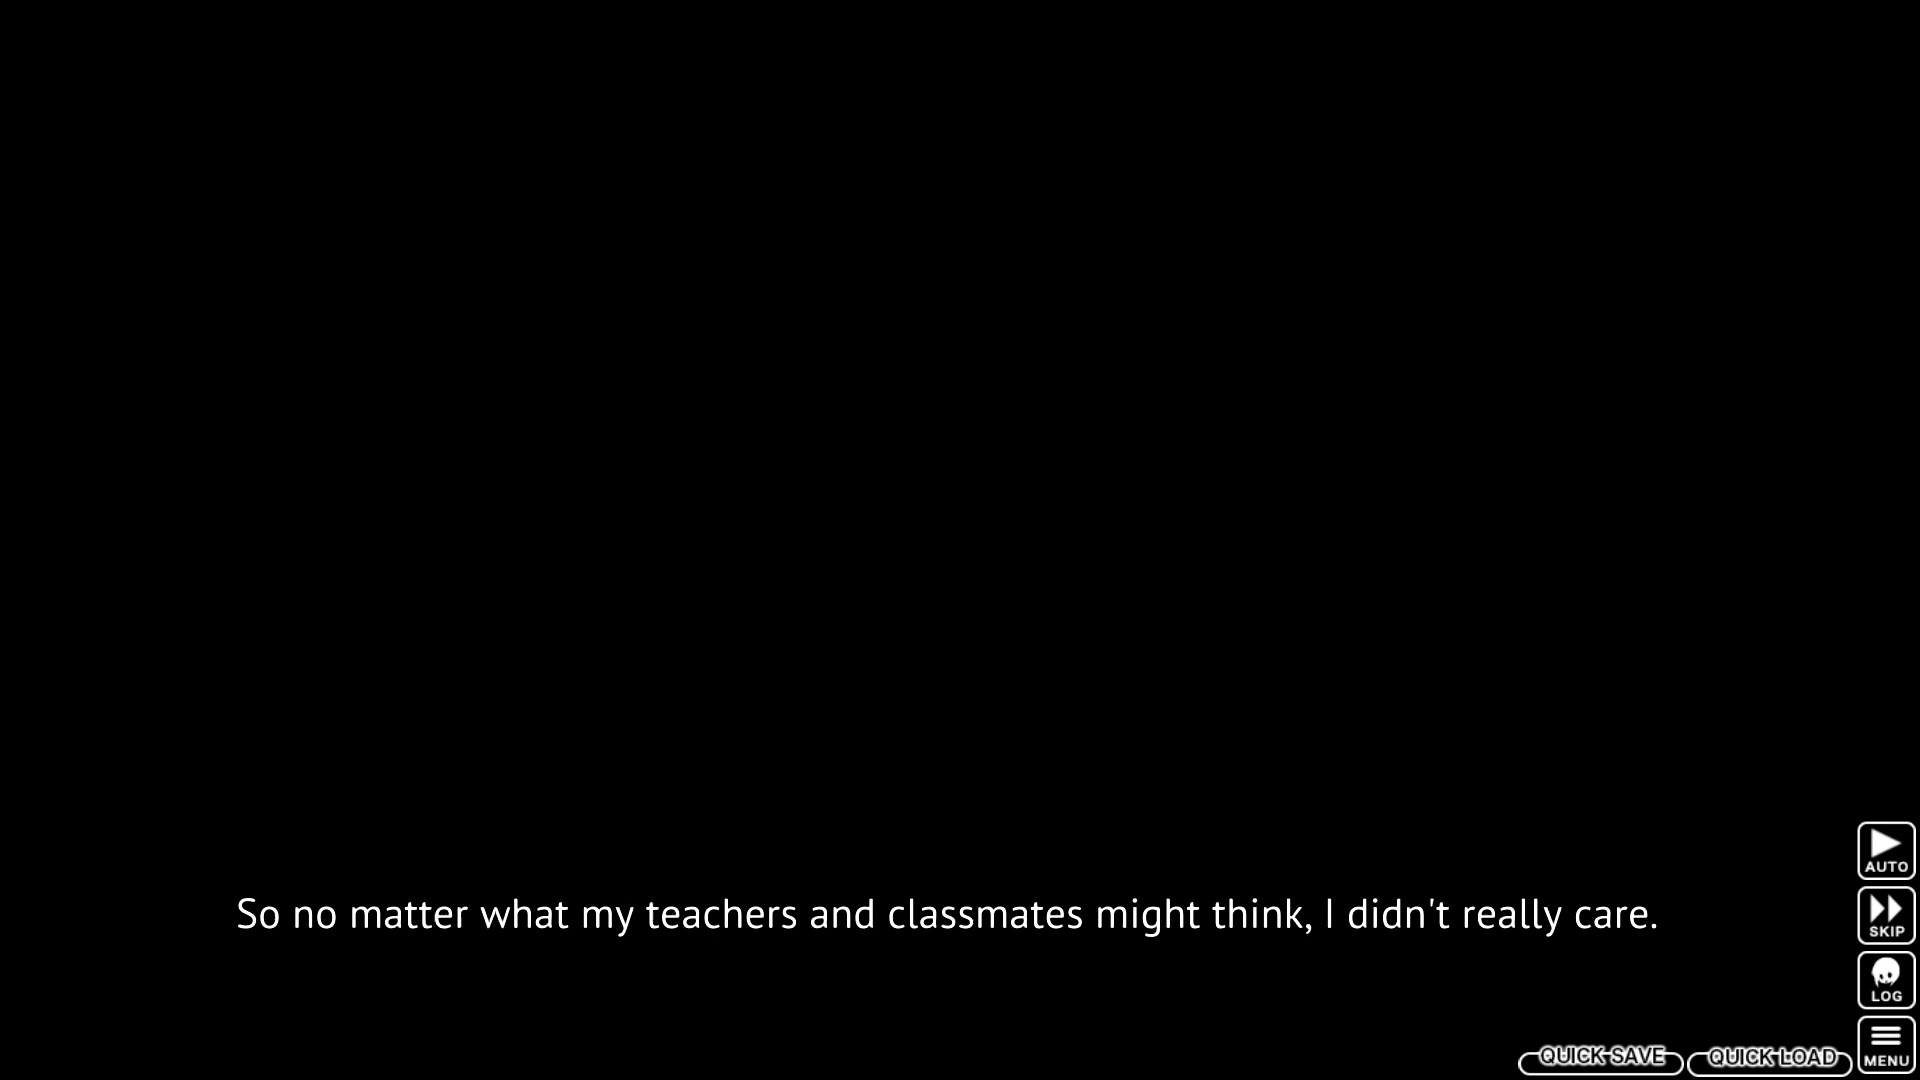 So no matter what my teachers and classmates might think, I didn't really care.
AUTO
SKIP
LOG
MENU
QUICK SAVE
QUICK LOAD